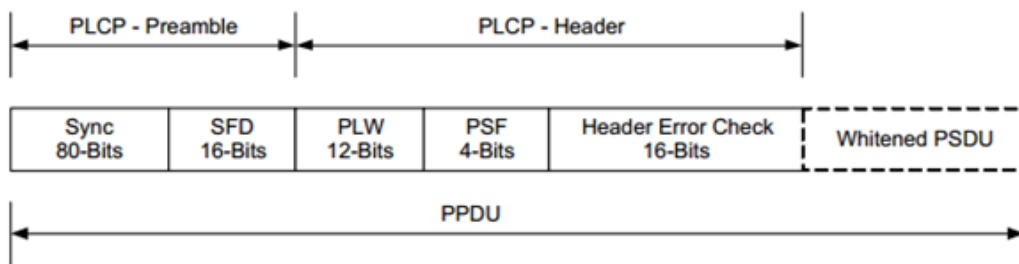 PLCP - Preamble
PLCP - Header
Sync
80-Bits
SFD
16-Bits
PLW
12-Bits
PSF
4-Bits
Header Error Check
16-Bits
Whitened PSDU
PPDU